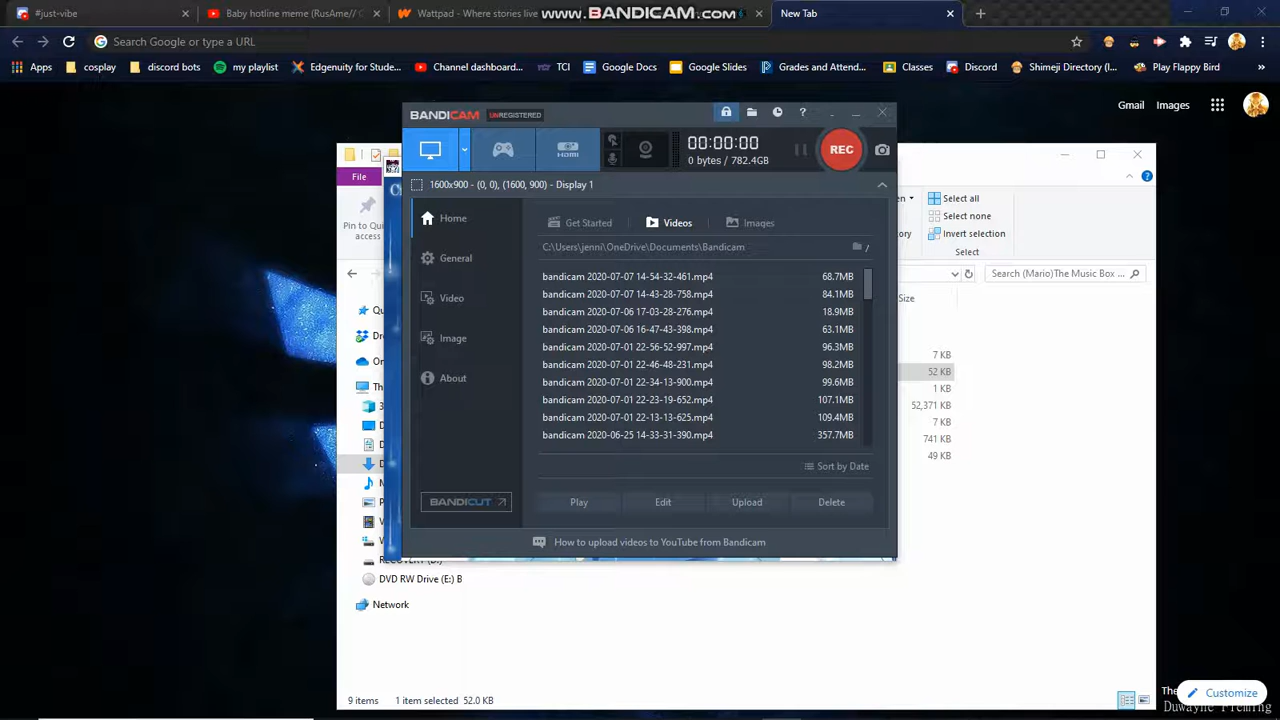 #just-vibe
Baby hotline meme (RusAme//
Wattpad - Where stories live
WWW.BANDICAM.COM
New Tab
Search Google or type a URL
Apps
cosplay
discord bots
my playlist
Edgenuity for Stude...
Channel dashboard...
TCI
Google Docs
Google Slides
Grades and Attend...
Classes
Discord
Shimeji Directory (I...
Play Flappy Bird
»
Gmail
Images
BANDICAM
UNREGISTERED
HDMI
00:00:00
0 bytes / 782.4GB
REC
1600x900 - (0, 0), (1600, 900) - Display 1
Home
General
Video
Image
About
BANDICUT
Get Started
Videos
Images
C:\Users\jenni\OneDrive\Documents\Bandicam
/
bandicam 2020-07-07 14-54-32-461.mp4 68.7MB
bandicam 2020-07-07 14-43-28-758.mp4 84.1MB
bandicam 2020-07-06 17-03-28-276.mp4 18.9MB
bandicam 2020-07-06 16-47-43-398.mp4 63.1MB
bandicam 2020-07-01 22-56-52-997.mp4 96.3MB
bandicam 2020-07-01 22-46-48-231.mp4 98.2MB
bandicam 2020-07-01 22-34-13-900.mp4 99.6MB
bandicam 2020-07-01 22-23-19-652.mp4 107.1MB
bandicam 2020-07-01 22-13-13-625.mp4 109.4MB
bandicam 2020-06-25 14-33-31-390.mp4 357.7MB
Sort by Date
Play
Edit
Upload
Delete
How to upload videos to YouTube from Bandicam
File
Pin to Quic
access
Select all
Select none
Invert selection
Select
Search (Mario)The Music Box ...
Size
7 KB
52 KB
1 KB
52,371 KB
7 KB
741 KB
49 KB
RECOVERY (D:)
DVD RW Drive (E:) B
Network
9 items
1 item selected 52.0 KB
Customize
Duwayne Fleming